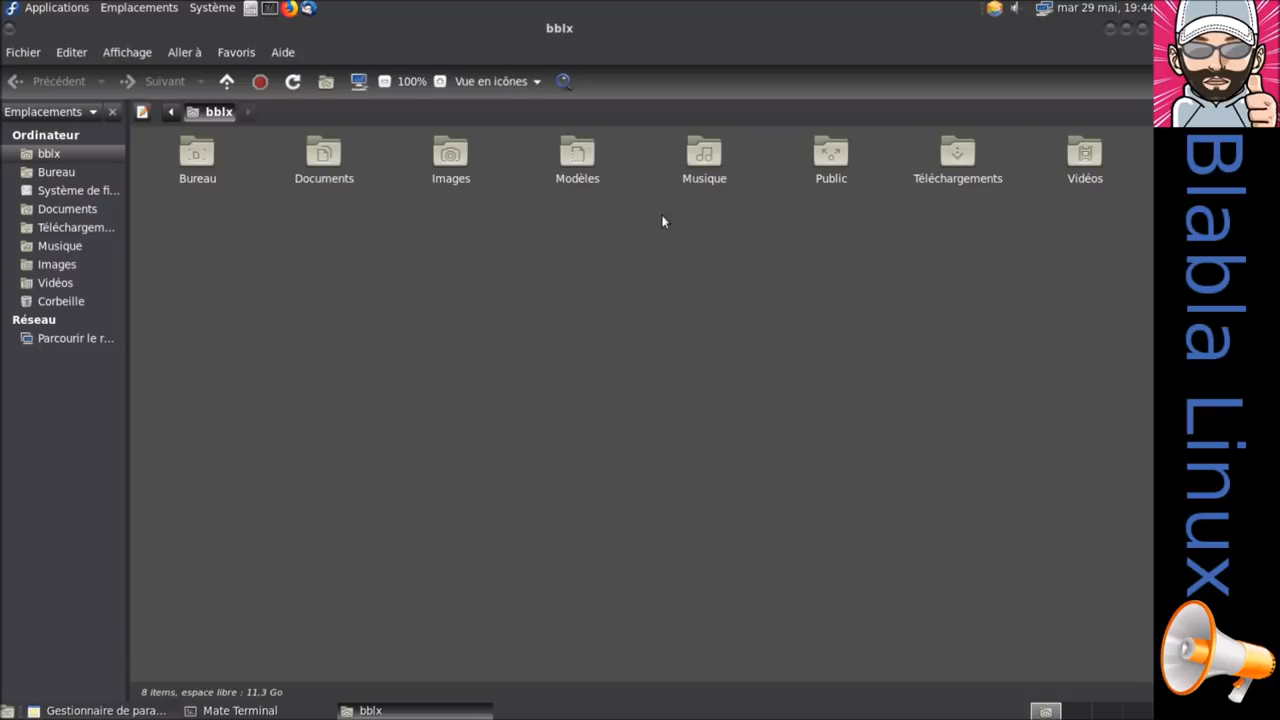 Applications Emplacements Système
mar 29 mai, 19:44
bblx
Fichier Editer Affichage Aller à Favoris Aide
Précédent Suivant 100% Vue en icônes
Emplacements
bblx
Ordinateur
bblx
Bureau
Système de fi...
Documents
Téléchargem...
Musique
Images
Vidéos
Corbeille
Réseau
Parcourir le r...
Bureau Documents Images Modèles Musique Public Téléchargements Vidéos
8 items, espace libre : 11,3 Go
Gestionnaire de para... Mate Terminal bblx
Blabla Linux